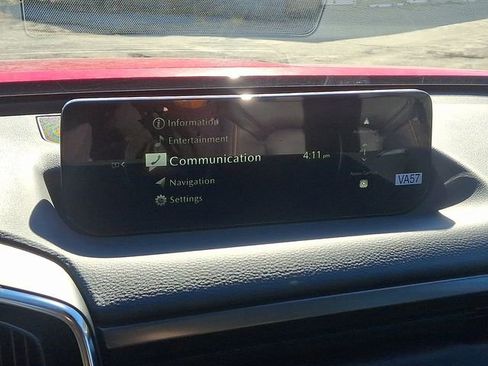 Information
Entertainment
Communication 4:11 pm
Navigation
VA57
Settings